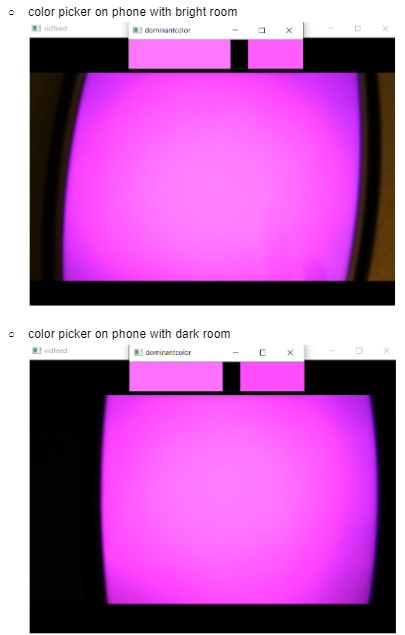 color picker on phone with bright room
vidfeed
dominantcolor
color picker on phone with dark room
vidfeed
dominantcolor